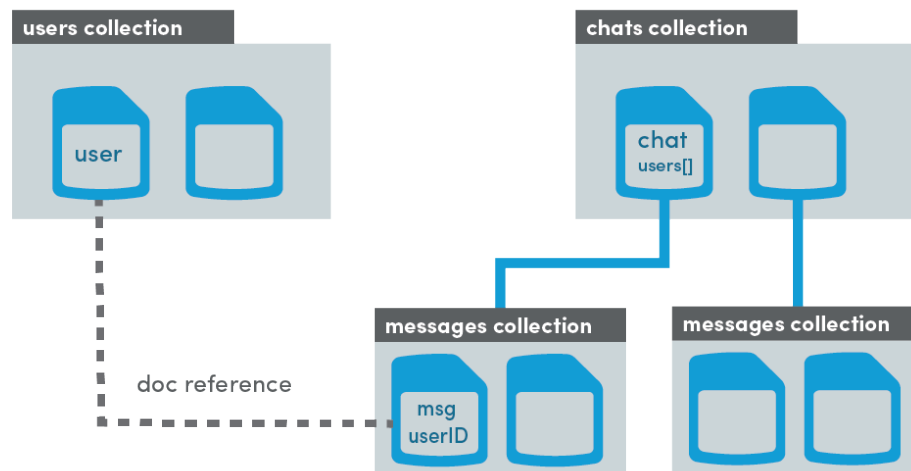 users collection
chats collection
user
chat
users[]
messages collection
messages collection
doc reference
msg
userID